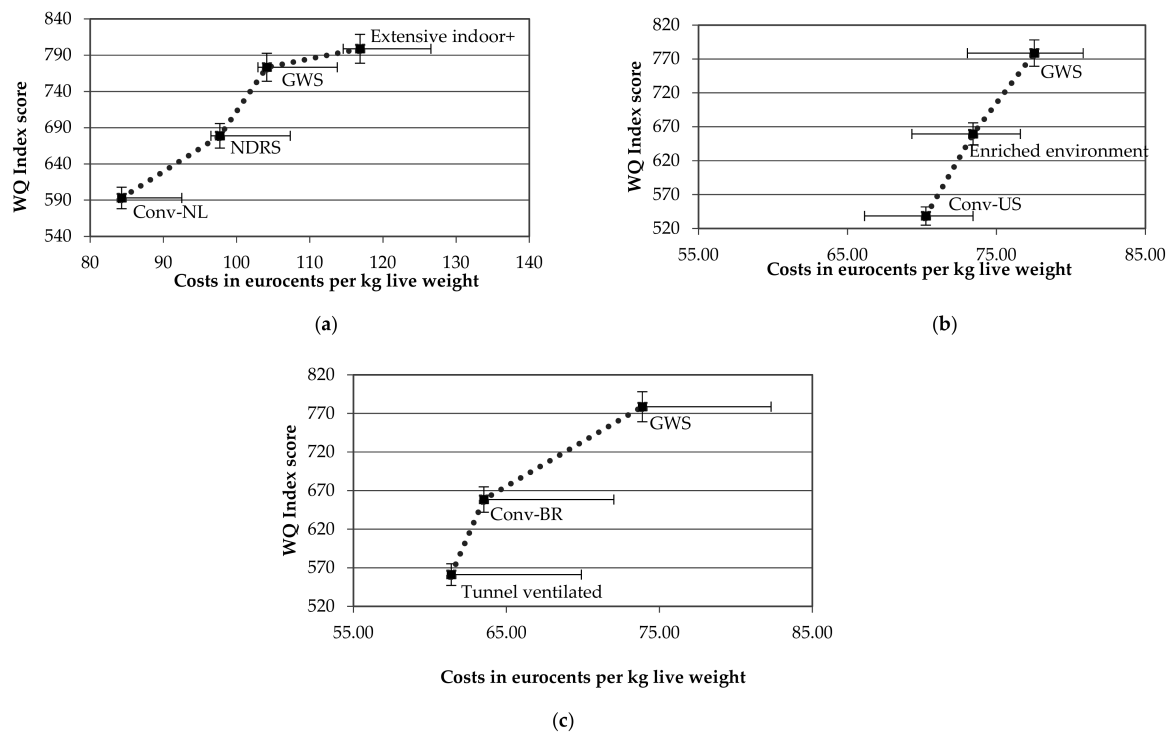 840
790
740
690
640
590
540
WQ Index score
Extensive indoor+
GWS
NDRS
Conv-NL
80 90 100 110 120 130 140
Costs in eurocents per kg live weight
(a)
820
770
720
670
620
570
520
WQ Index score
GWS
Enriched environment
Conv-US
55.00 65.00 75.00 85.00
Costs in eurocents per kg live weight
(b)
820
770
720
670
620
570
520
WQ Index score
GWS
Conv-BR
Tunnel ventilated
55.00 65.00 75.00 85.00
Costs in eurocents per kg live weight
(c)